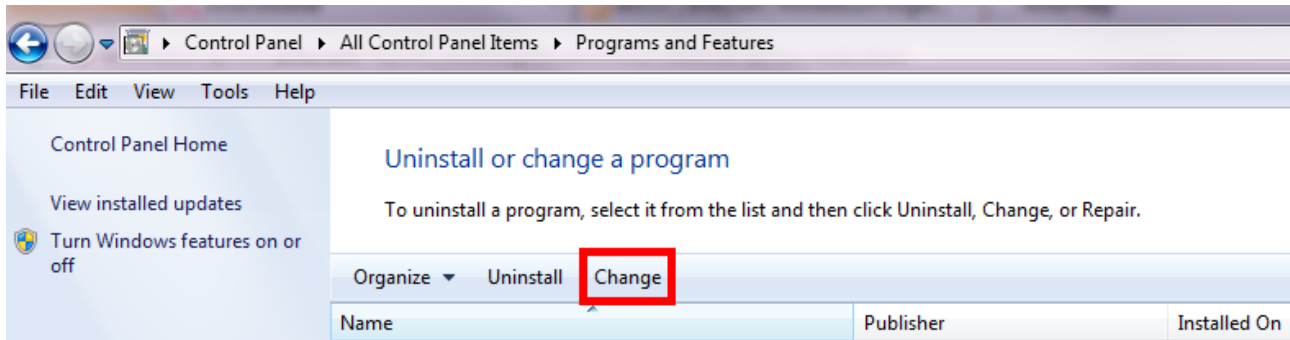 Control Panel All Control Panel Items Programs and Features
File Edit View Tools Help
Control Panel Home
View installed updates
Turn Windows features on or
off
Uninstall or change a program
To uninstall a program, select it from the list and then click Uninstall, Change, or Repair.
Organize Uninstall Change
Name Publisher Installed On